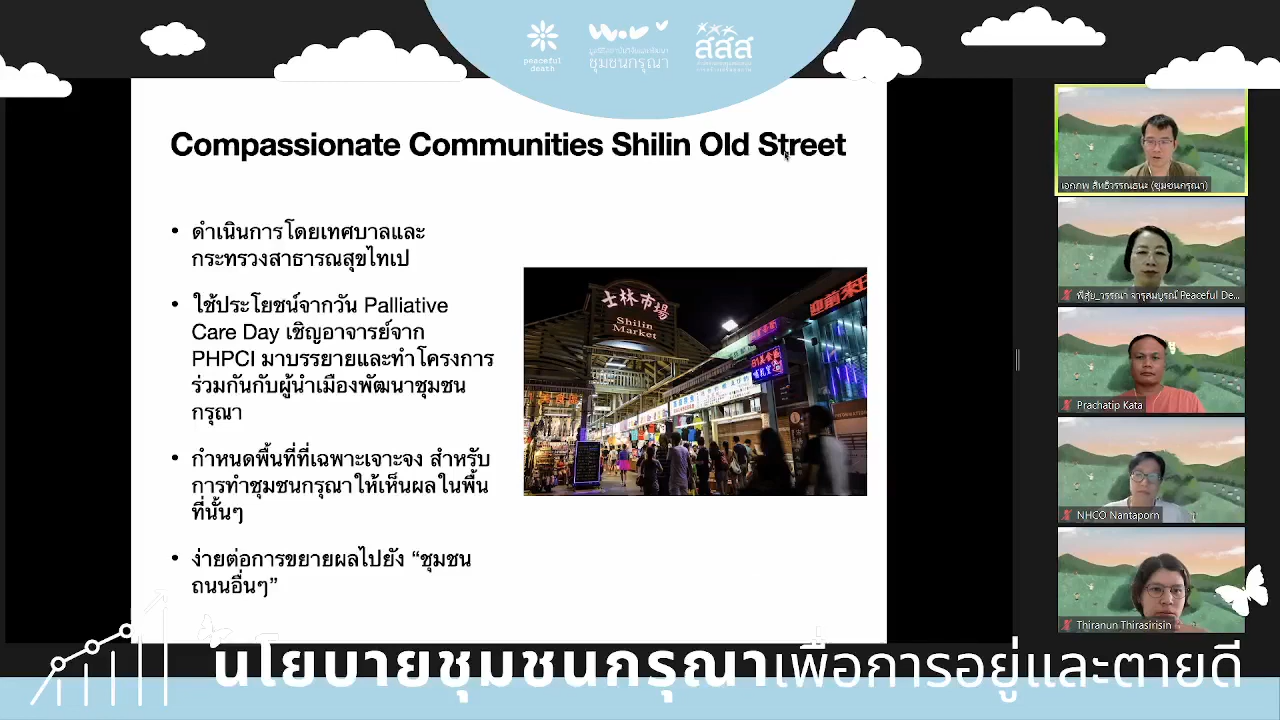 peaceful
death
ชุมชนกรุณา
สสส
Compassionate Communities Shilin Old Street
• ดำเนินการโดยเทศบาลและ
กระทรวงสาธารณสุขไทเป
• ใช้ประโยชน์จากวัน Palliative
Care Day เชิญอาจารย์จาก
PHPCI มาบรรยายและทำโครงการ
ร่วมกันกับผู้นำเมืองพัฒนาชุมชน
กรุณา
• กำหนดพื้นที่ที่เฉพาะเจาะจง สำหรับ
การทำชุมชนกรุณาให้เห็นผลในพื้น
ที่นั้นๆ
• ง่ายต่อการขยายผลไปยัง “ชุมชน
ถนนอื่นๆ”
士林市場
Shilin
Market
เอกภพ สิทธิวรรณธนะ (ชุมชนกรุณา)
พี่สุ้ย_วรรณา จารุสมบูรณ์ Peaceful De...
Prachatip Kata
NHCO Nantaporn
Thiranun Thirasirisin
นโยบายชุมชนกรุณาเพื่อการอยู่และตายดี